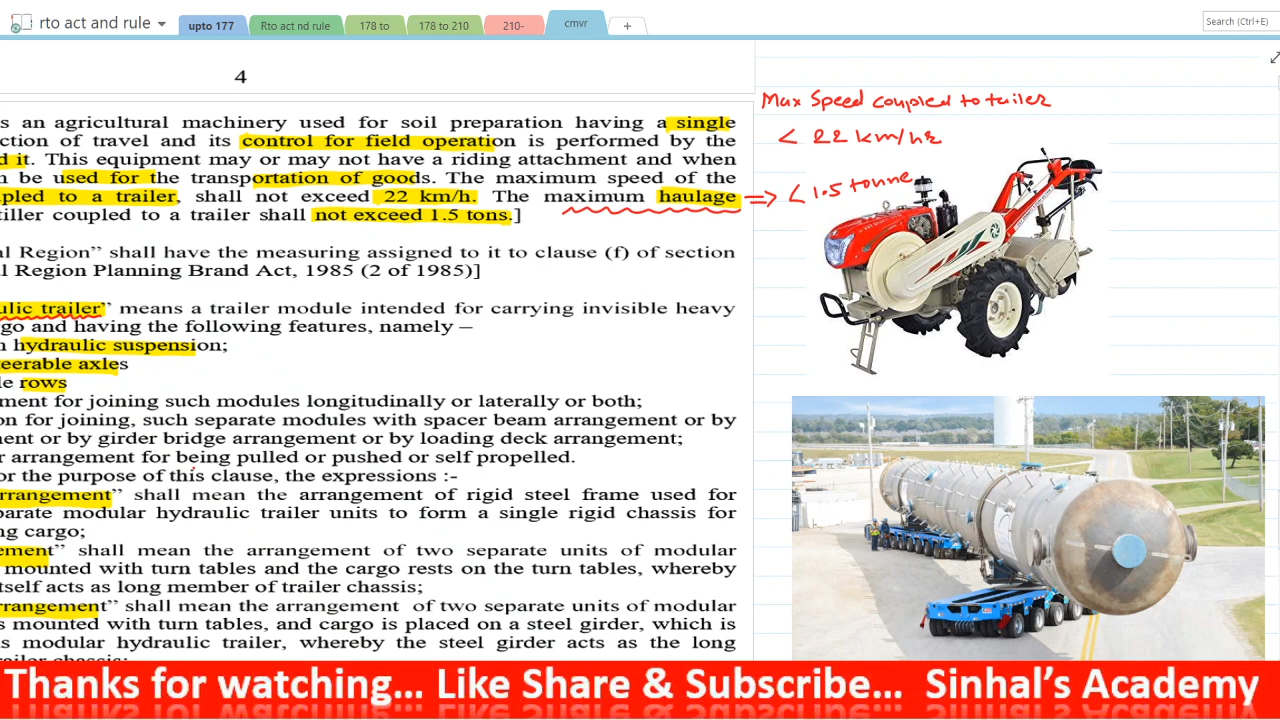 rto act and rule
upto 177
Rto act nd rule
178 to
178 to 210
210-
cmvr
+
Search (Ctrl+E)
4
s an agricultural machinery used for soil preparation having a single
ction of travel and its control for field operation is performed by the
d it. This equipment may or may not have a riding attachment and when
n be used for the transportation of goods. The maximum speed of the
pled to a trailer, shall not exceed 22 km/h. The maximum haulage
tiller coupled to a trailer shall not exceed 1.5 tons.]
al Region” shall have the measuring assigned to it to clause (f) of section
l Region Planning Brand Act, 1985 (2 of 1985)]
ulic trailer” means a trailer module intended for carrying invisible heavy
go and having the following features, namely –
n hydraulic suspension;
teerable axles
le rows
ment for joining such modules longitudinally or laterally or both;
on for joining, such separate modules with spacer beam arrangement or by
nent or by girder bridge arrangement or by loading deck arrangement;
r arrangement for being pulled or pushed or self propelled.
or the purpose of this clause, the expressions :-
rrangement” shall mean the arrangement of rigid steel frame used for
parate modular hydraulic trailer units to form a single rigid chassis for
ng cargo;
ement” shall mean the arrangement of two separate units of modular
mounted with turn tables and the cargo rests on the turn tables, whereby
tself acts as long member of trailer chassis;
rrangement” shall mean the arrangement of two separate units of modular
s mounted with turn tables, and cargo is placed on a steel girder, which is
s modular hydraulic trailer, whereby the steel girder acts as the long
railer chassis;
Max Speed coupled to tailer
< 22 km/hr
=> < 1.5 tonne
Thanks for watching... Like Share & Subscribe... Sinhal’s Academy